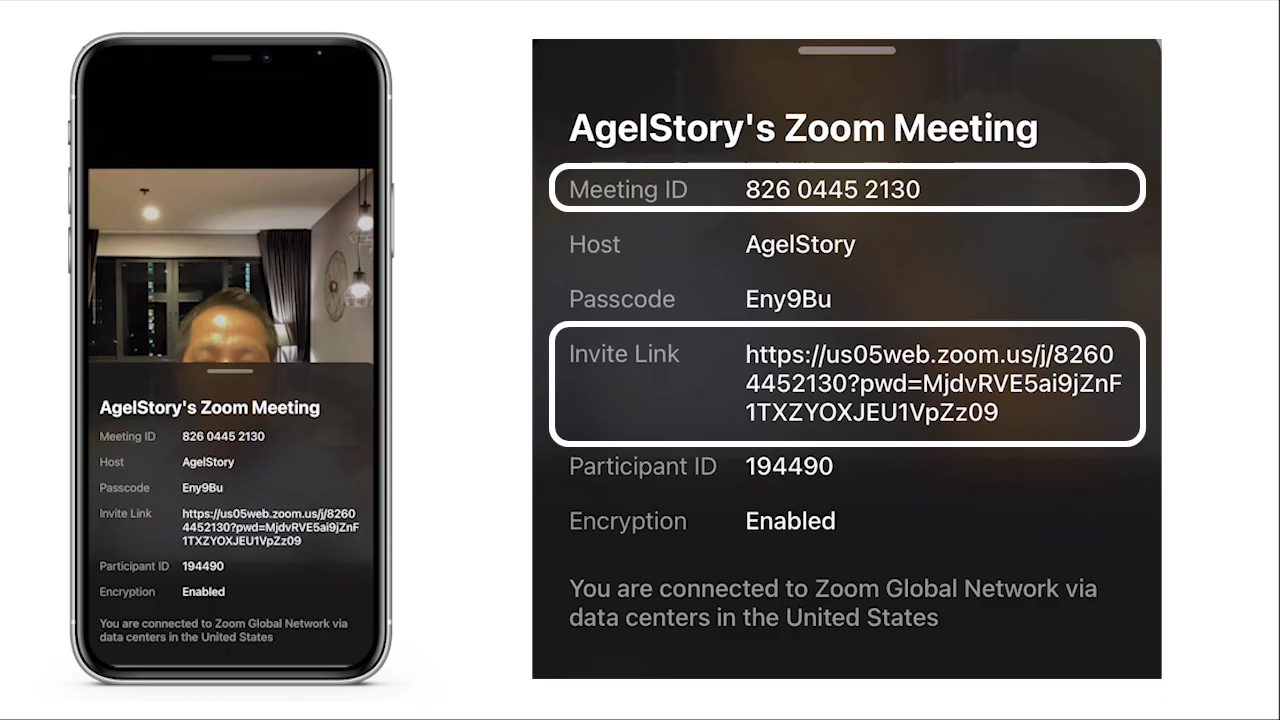 AgelStory's Zoom Meeting
Meeting ID 826 0445 2130
Host AgelStory
Passcode Eny9Bu
Invite Link https://us05web.zoom.us/j/8260
4452130?pwd=MjdvRVE5ai9jZnF
1TXZYOXJEU1VpZz09
Participant ID 194490
Encryption Enabled
You are connected to Zoom Global Network via
data centers in the United States
AgelStory's Zoom Meeting
Meeting ID 826 0445 2130
Host AgelStory
Passcode Eny9Bu
Invite Link https://us05web.zoom.us/j/8260
4452130?pwd=MjdvRVE5ai9jZnF
1TXZYOXJEU1VpZz09
Participant ID 194490
Encryption Enabled
You are connected to Zoom Global Network via
data centers in the United States